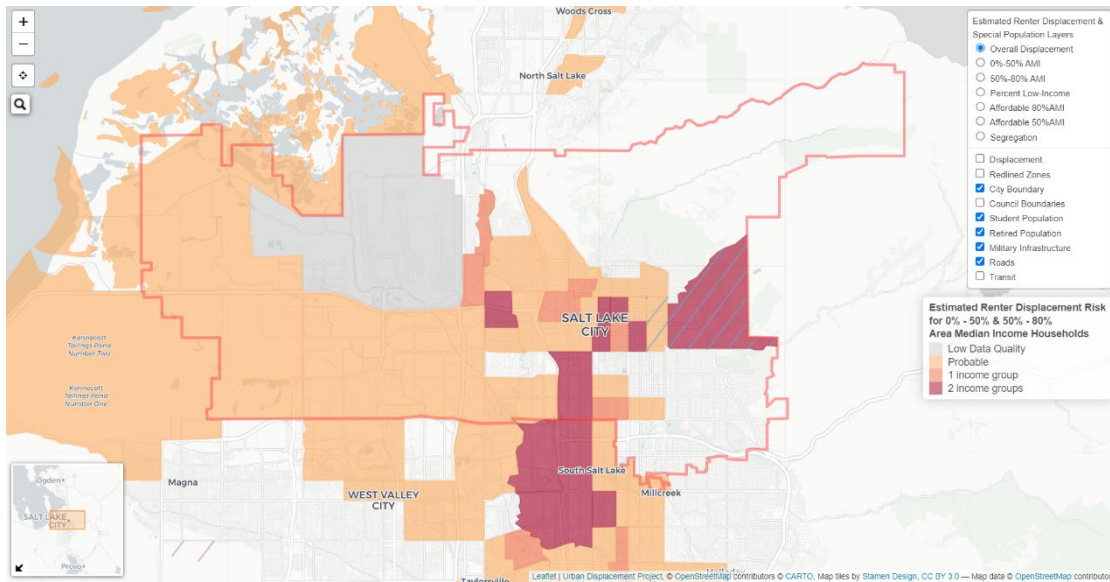 +
−
Woods Cross
North Salt Lake
SALT LAKE
CITY
Kennecott
Tailings Pond
Number Two
Kennecott
Tailings Pond
Number One
Magna
WEST VALLEY
CITY
South Salt Lake
Millcreek
Taylorsville
Holladay
Ogden
SALT LAKE
CITY
Provo
Estimated Renter Displacement &
Special Population Layers
Overall Displacement
0%-50% AMI
50%-80% AMI
Percent Low-Income
Affordable 80%AMI
Affordable 50%AMI
Segregation
Displacement
Redlined Zones
City Boundary
Council Boundaries
Student Population
Retired Population
Military Infrastructure
Roads
Transit
Estimated Renter Displacement Risk
for 0% - 50% & 50% - 80%
Area Median Income Households
Low Data Quality
Probable
1 income group
2 income groups
Leaflet | Urban Displacement Project, © OpenStreetMap contributors © CARTO, Map tiles by Stamen Design, CC BY 3.0 — Map data © OpenStreetMap contributor